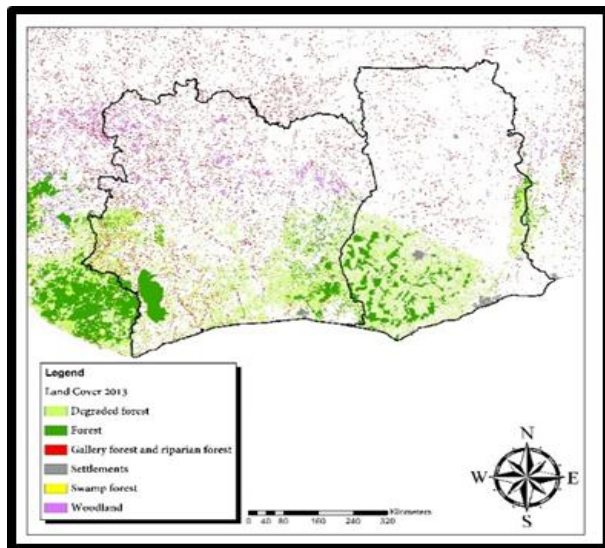 Legend
Land Cover 2013
Degraded forest
Forest
Gallery forest and riparian forest
Settlements
Swamp forest
Woodland
N
W E
S
Kilometers
0 40 80 160 240 320